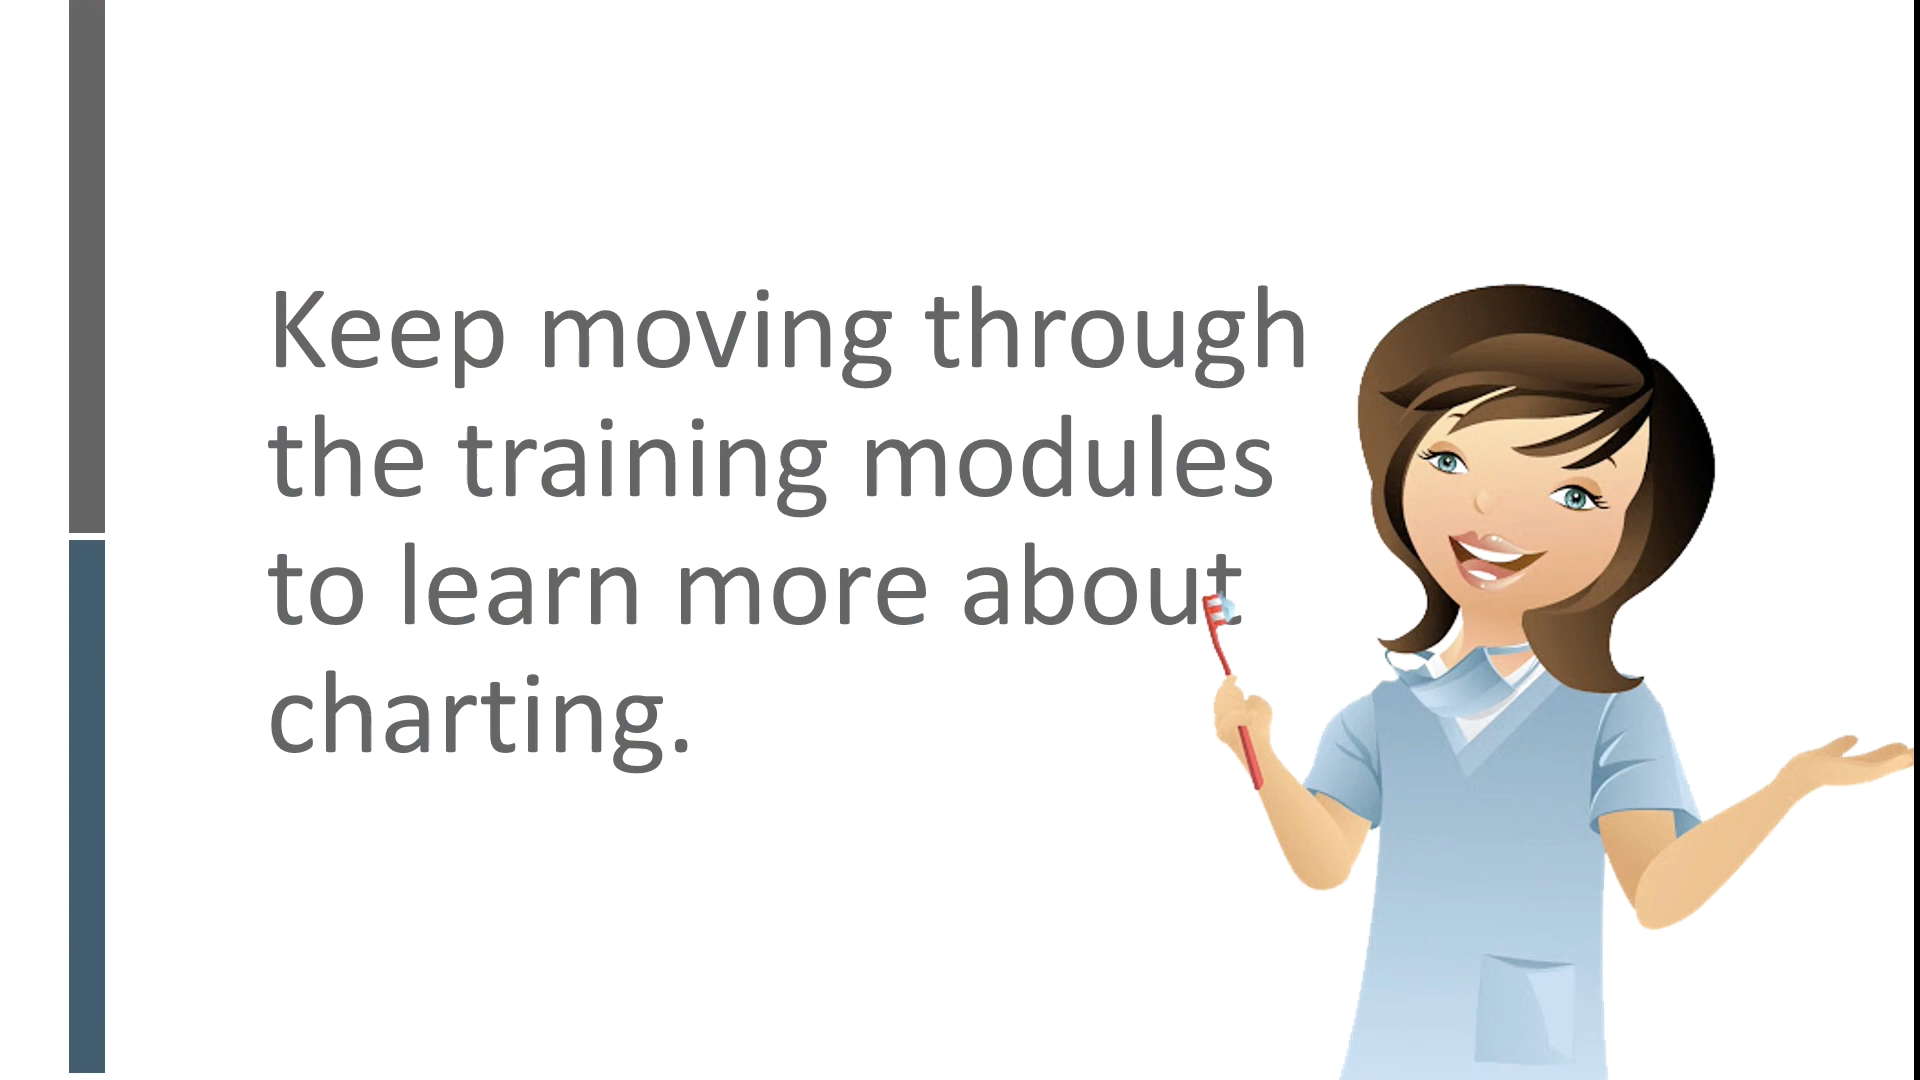 Keep moving through
the training modules
to learn more about
charting.